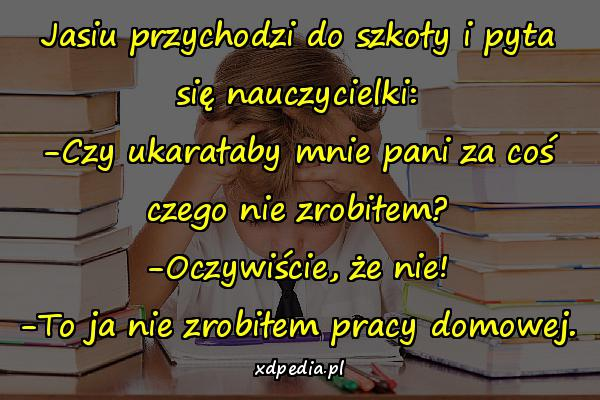 Jasiu przychodzi do szkoły i pyta
się nauczycielki:
-Czy ukarałaby mnie pani za coś
czego nie zrobiłem?
-Oczywiście, że nie!
-To ja nie zrobiłem pracy domowej.
xdpedia.pl